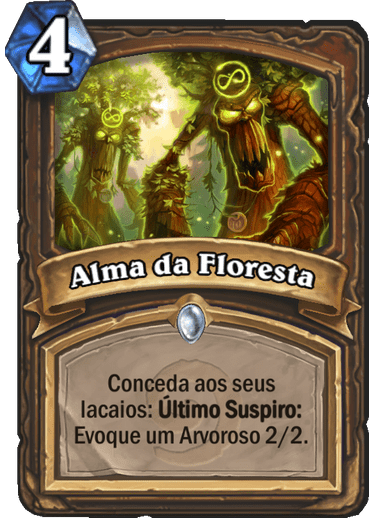 4
Alma da Floresta
Conceda aos seus
lacaios: Último Suspiro:
Evoque um Arvoroso 2/2.